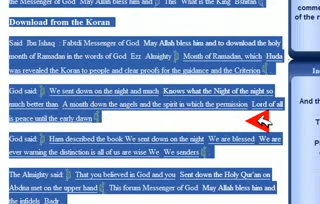 the Messenger of God May Allah bless him and This What is the King Bshitan
Download from the Koran
Said Ibn Ishaq : Fabtdi Messenger of God May Allah bless him and to download the holy
month of Ramadan in the words of God Ezz Almighty Month of Ramadan, which Huda
was revealed the Koran to people and clear proofs for the guidance and the Criterion
God said: We sent down on the night and much Knows what the Night of the night so
much better than A month down the angels and the spirit in which the permission Lord of all
is peace until the early dawn
God said: Ham described the book We sent down on the night We are blessed We are
ever warning the distinction is all of us are wise We We senders
The Almighty said: That you believed in God and you Sent down the Holy Qur'an on
Abdna met on the upper hand This forum Messenger of God May Allah bless him and
the infidels Badr
comme
of the r
In
And th
T
P